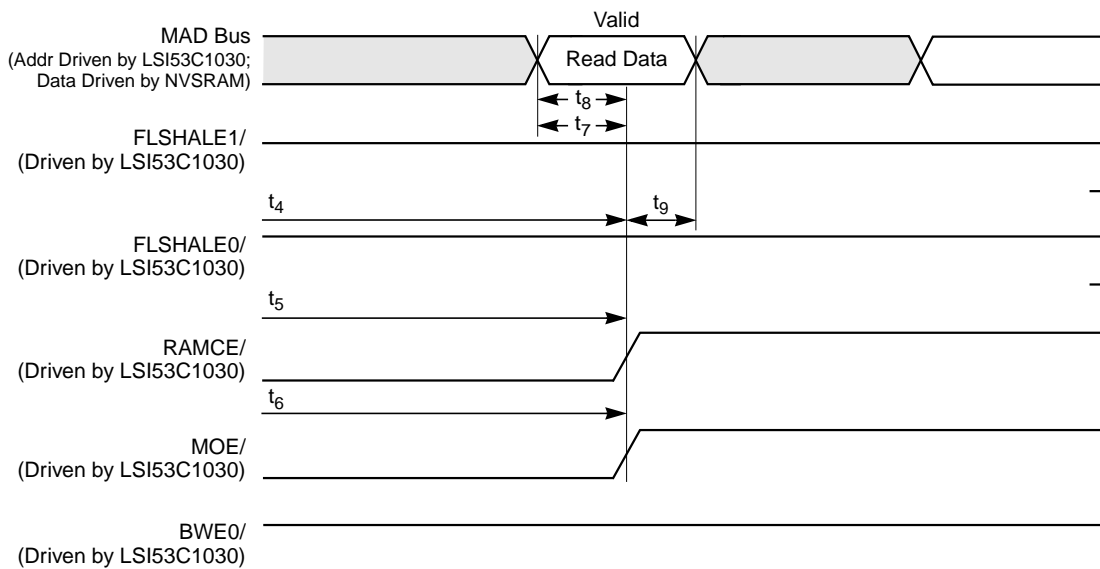 Valid
MAD Bus
(Addr Driven by LSI53C1030;
Data Driven by NVSRAM)
Read Data
t8
t7
FLSHALE1/
(Driven by LSI53C1030)
t4
t9
FLSHALE0/
(Driven by LSI53C1030)
t5
RAMCE/
(Driven by LSI53C1030)
t6
MOE/
(Driven by LSI53C1030)
BWE0/
(Driven by LSI53C1030)